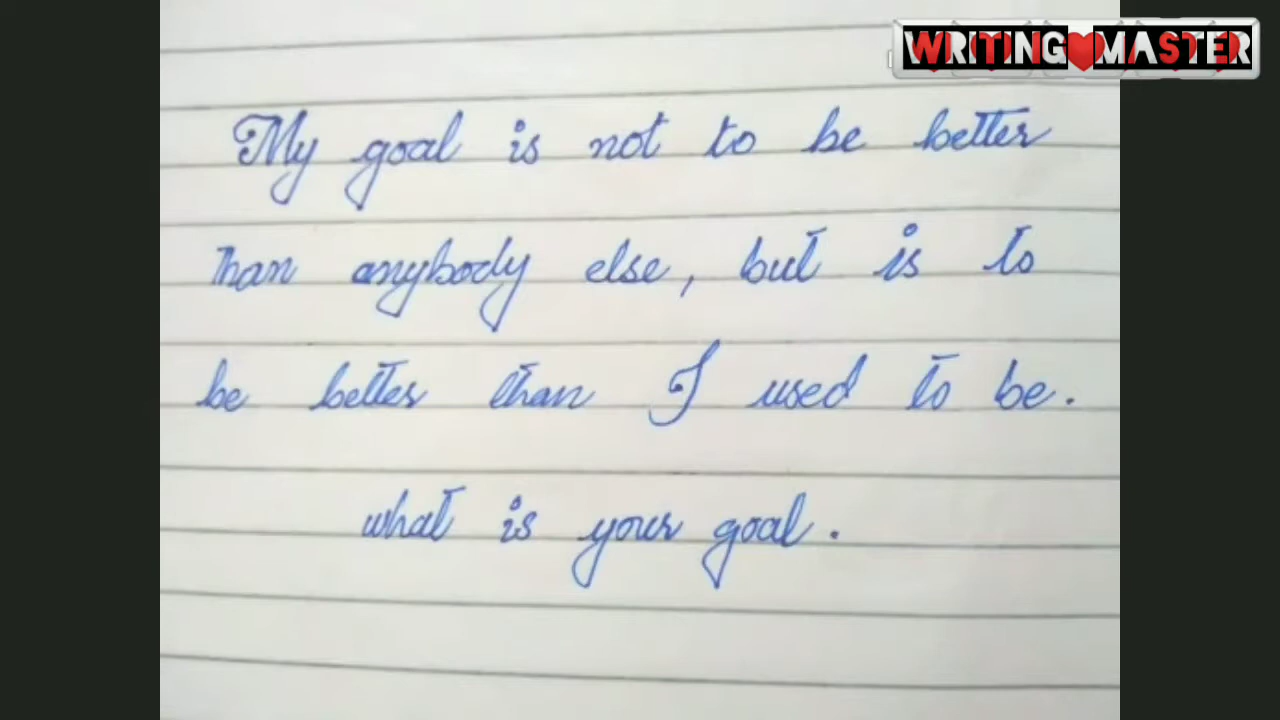 WRITING❤MASTER
My goal is not to be better
than anybody else, but is to
be better than I used to be.
what is your goal.